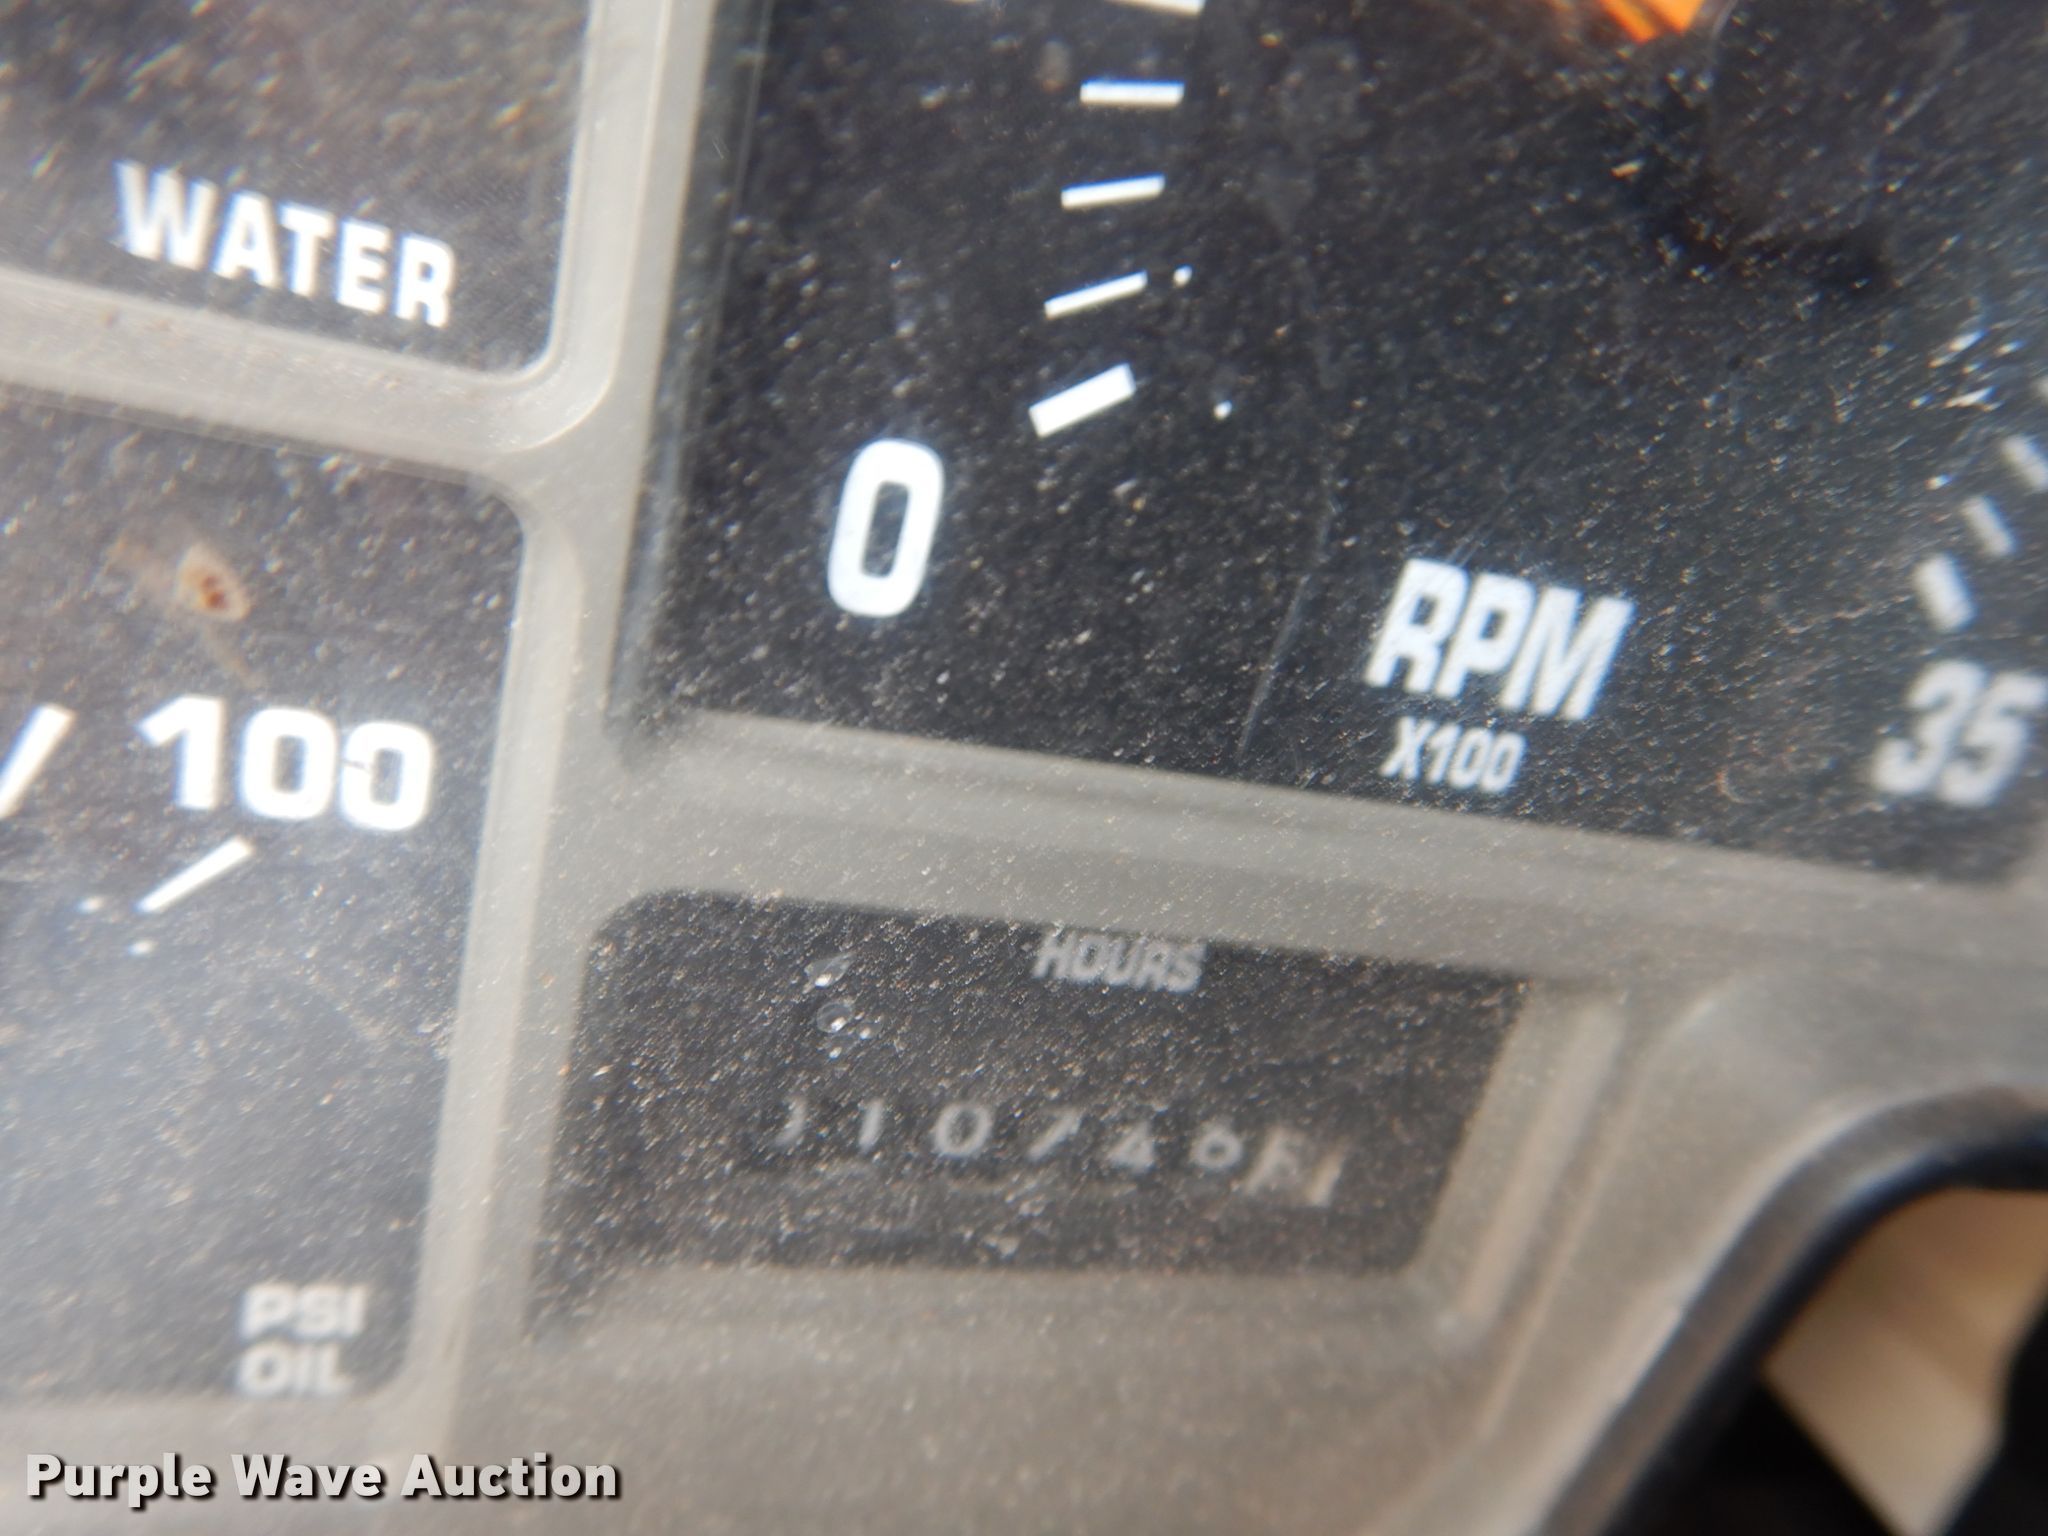 WATER
0
RPM
X100
35
100
HOURS
PSI
OIL
Purple Wave Auction